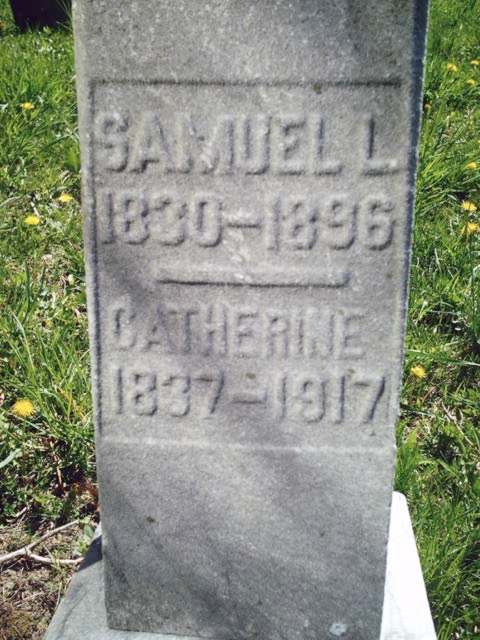 SAMUEL L.
1830-1896
CATHERINE
1837-1917